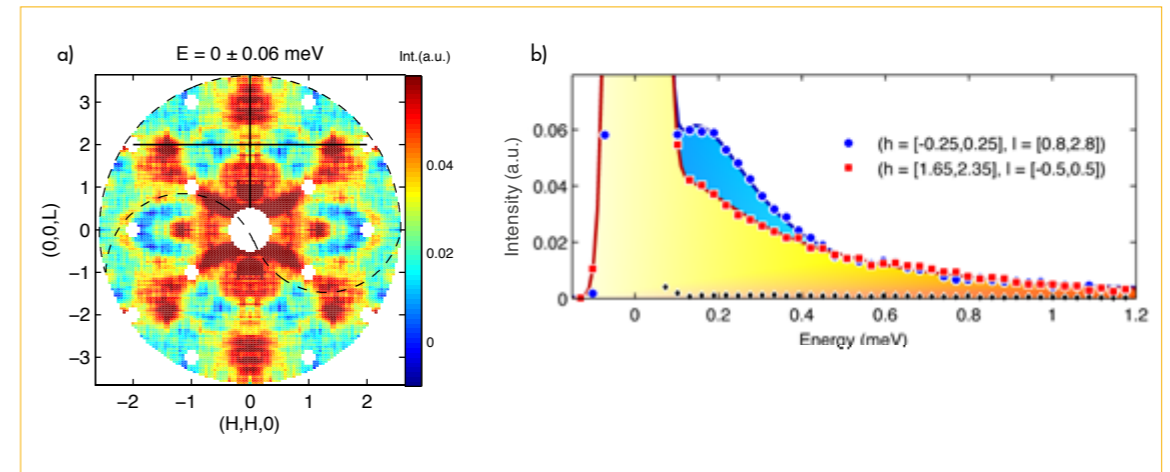 a)
E = 0 ± 0.06 meV
Int.(a.u.)
3
2
1
0
−1
−2
−3
(0,0,L)
−2 −1 0 1 2
(H,H,0)
0.04
0.02
0
b)
0.06
0.04
0.02
0
Intensity (a.u.)
(h = [-0.25,0.25], l = [0.8,2.8])
(h = [1.65,2.35], l = [-0.5,0.5])
0 0.2 0.4 0.6 0.8 1 1.2
Energy (meV)